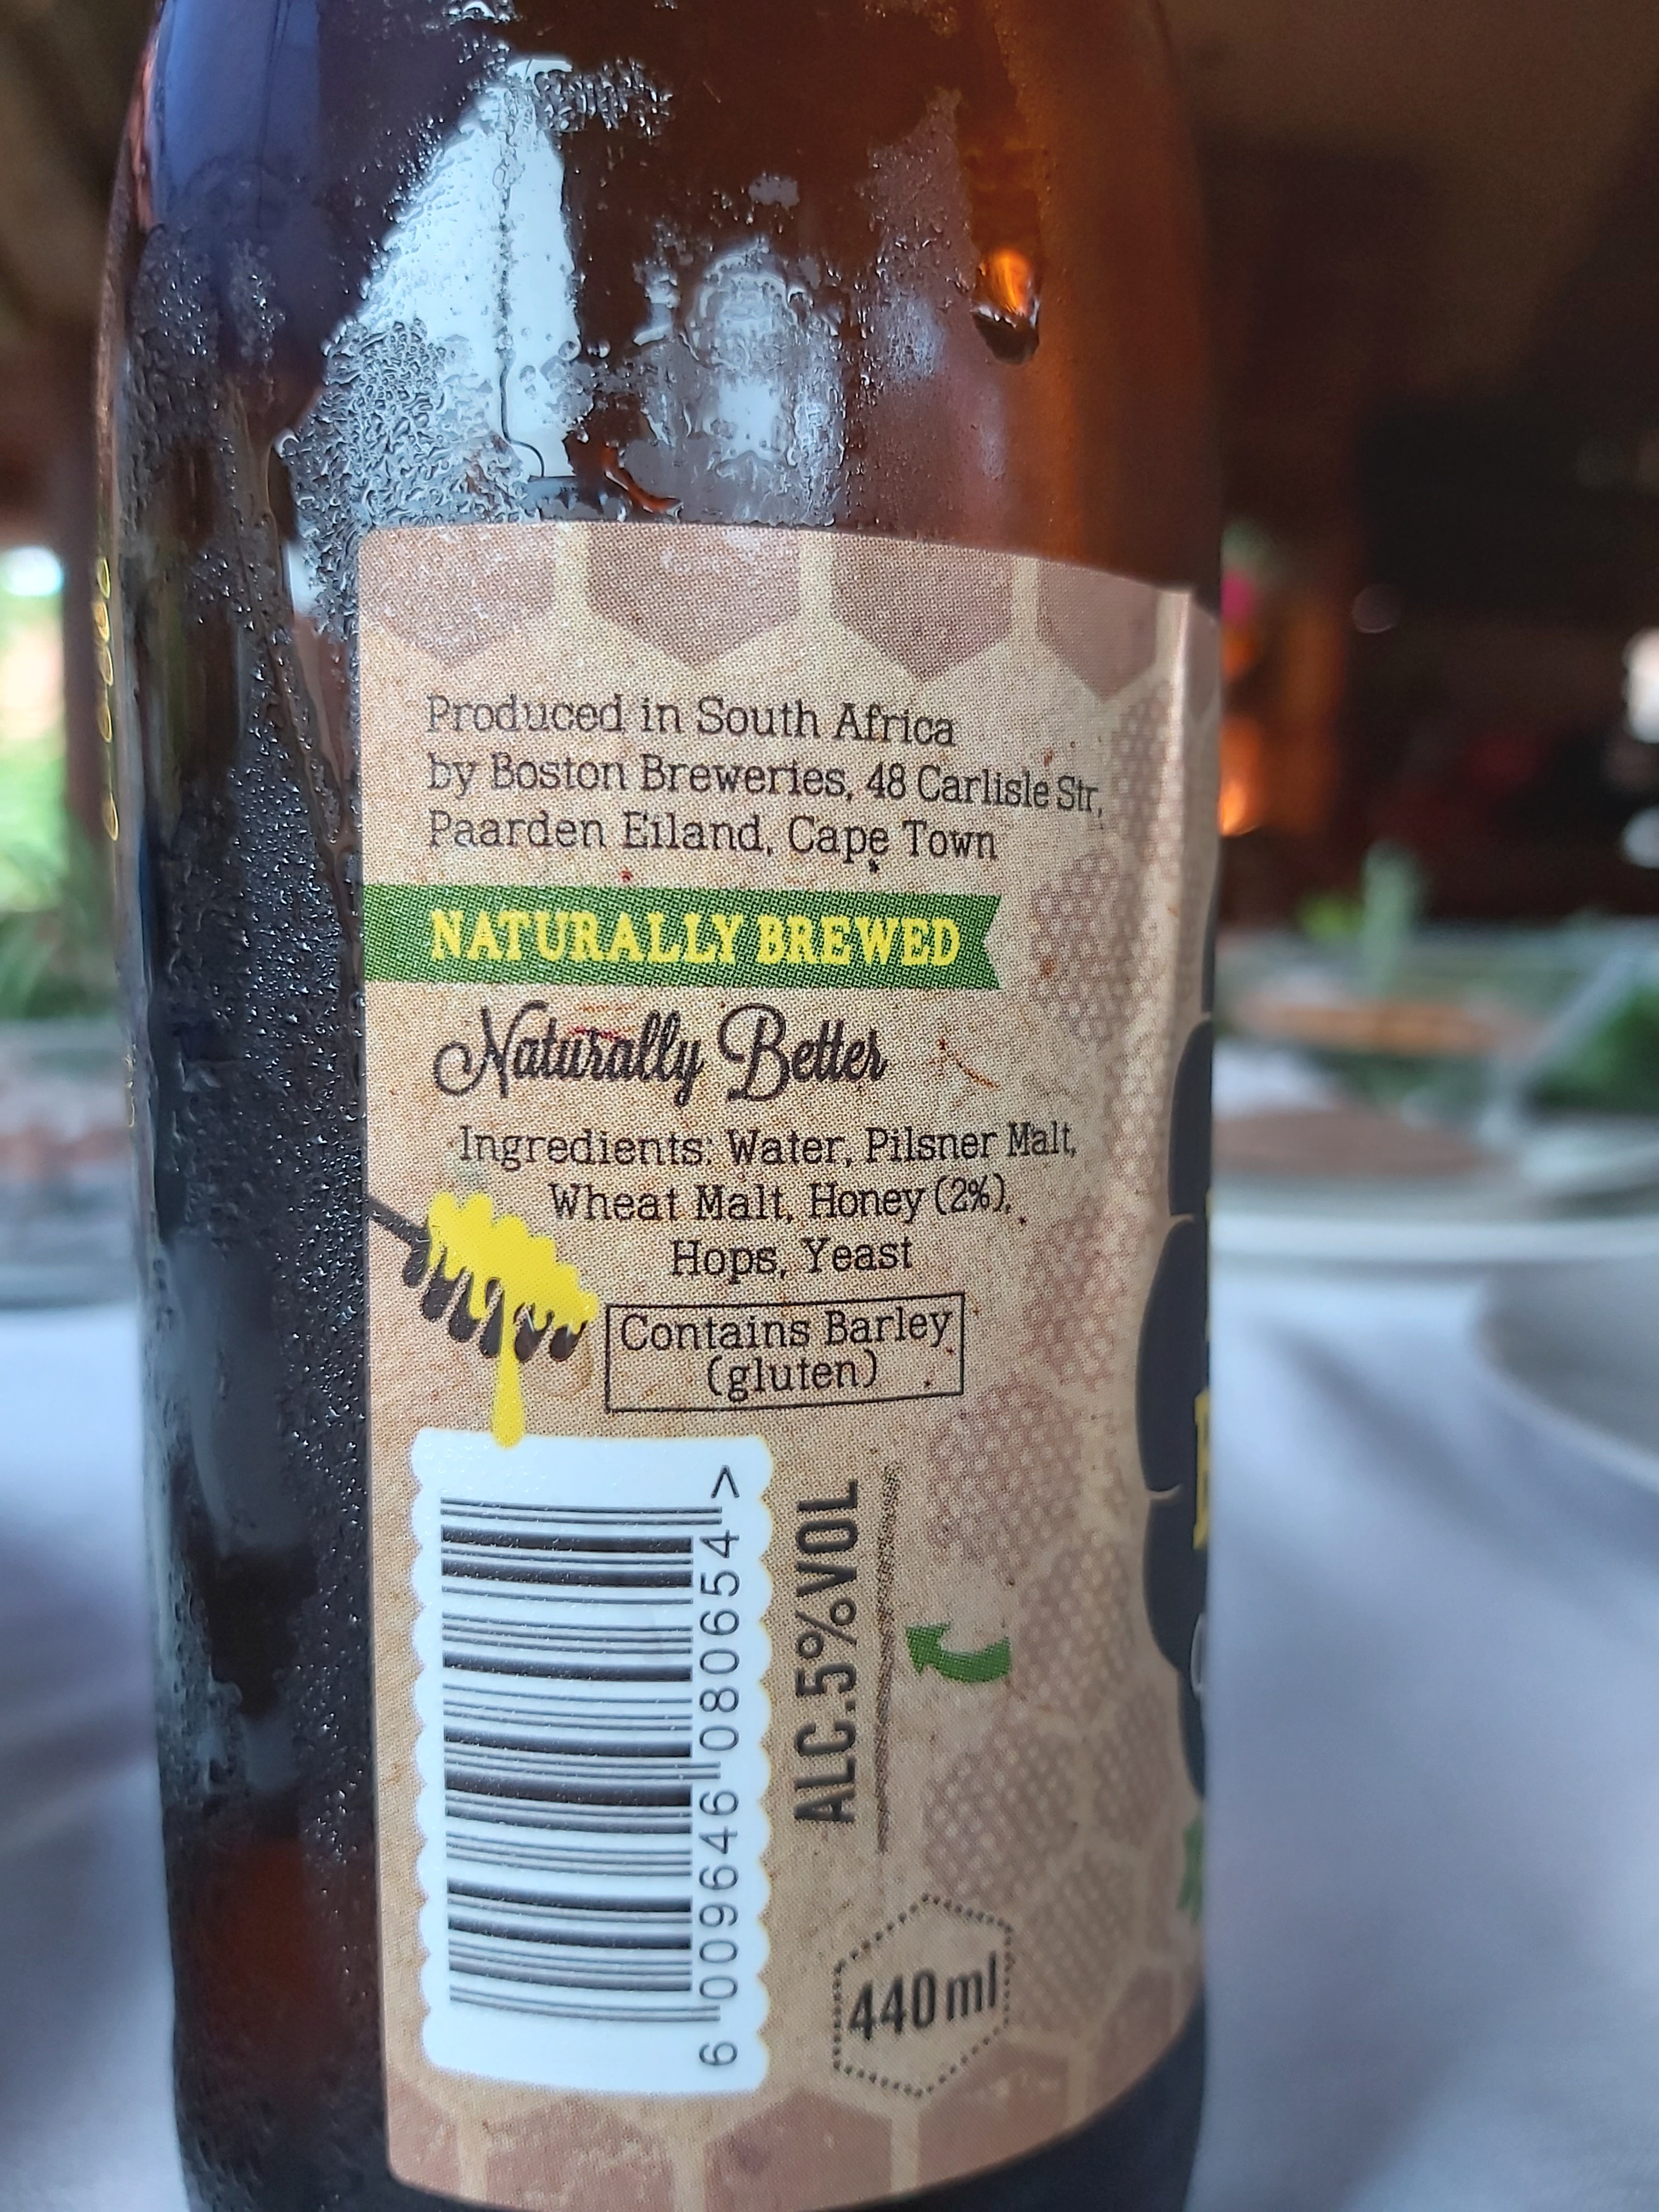 Produced in South Africa
by Boston Breweries, 48 Carlisle Str,
Paarden Eiland, Cape Town
NATURALLY BREWED
Naturally Better
Ingredients: Water, Pilsner Malt,
Wheat Malt, Honey (2%),
Hops, Yeast
Contains Barley
(gluten)
6 009646 080654 >
ALC.5%VOL
440ml